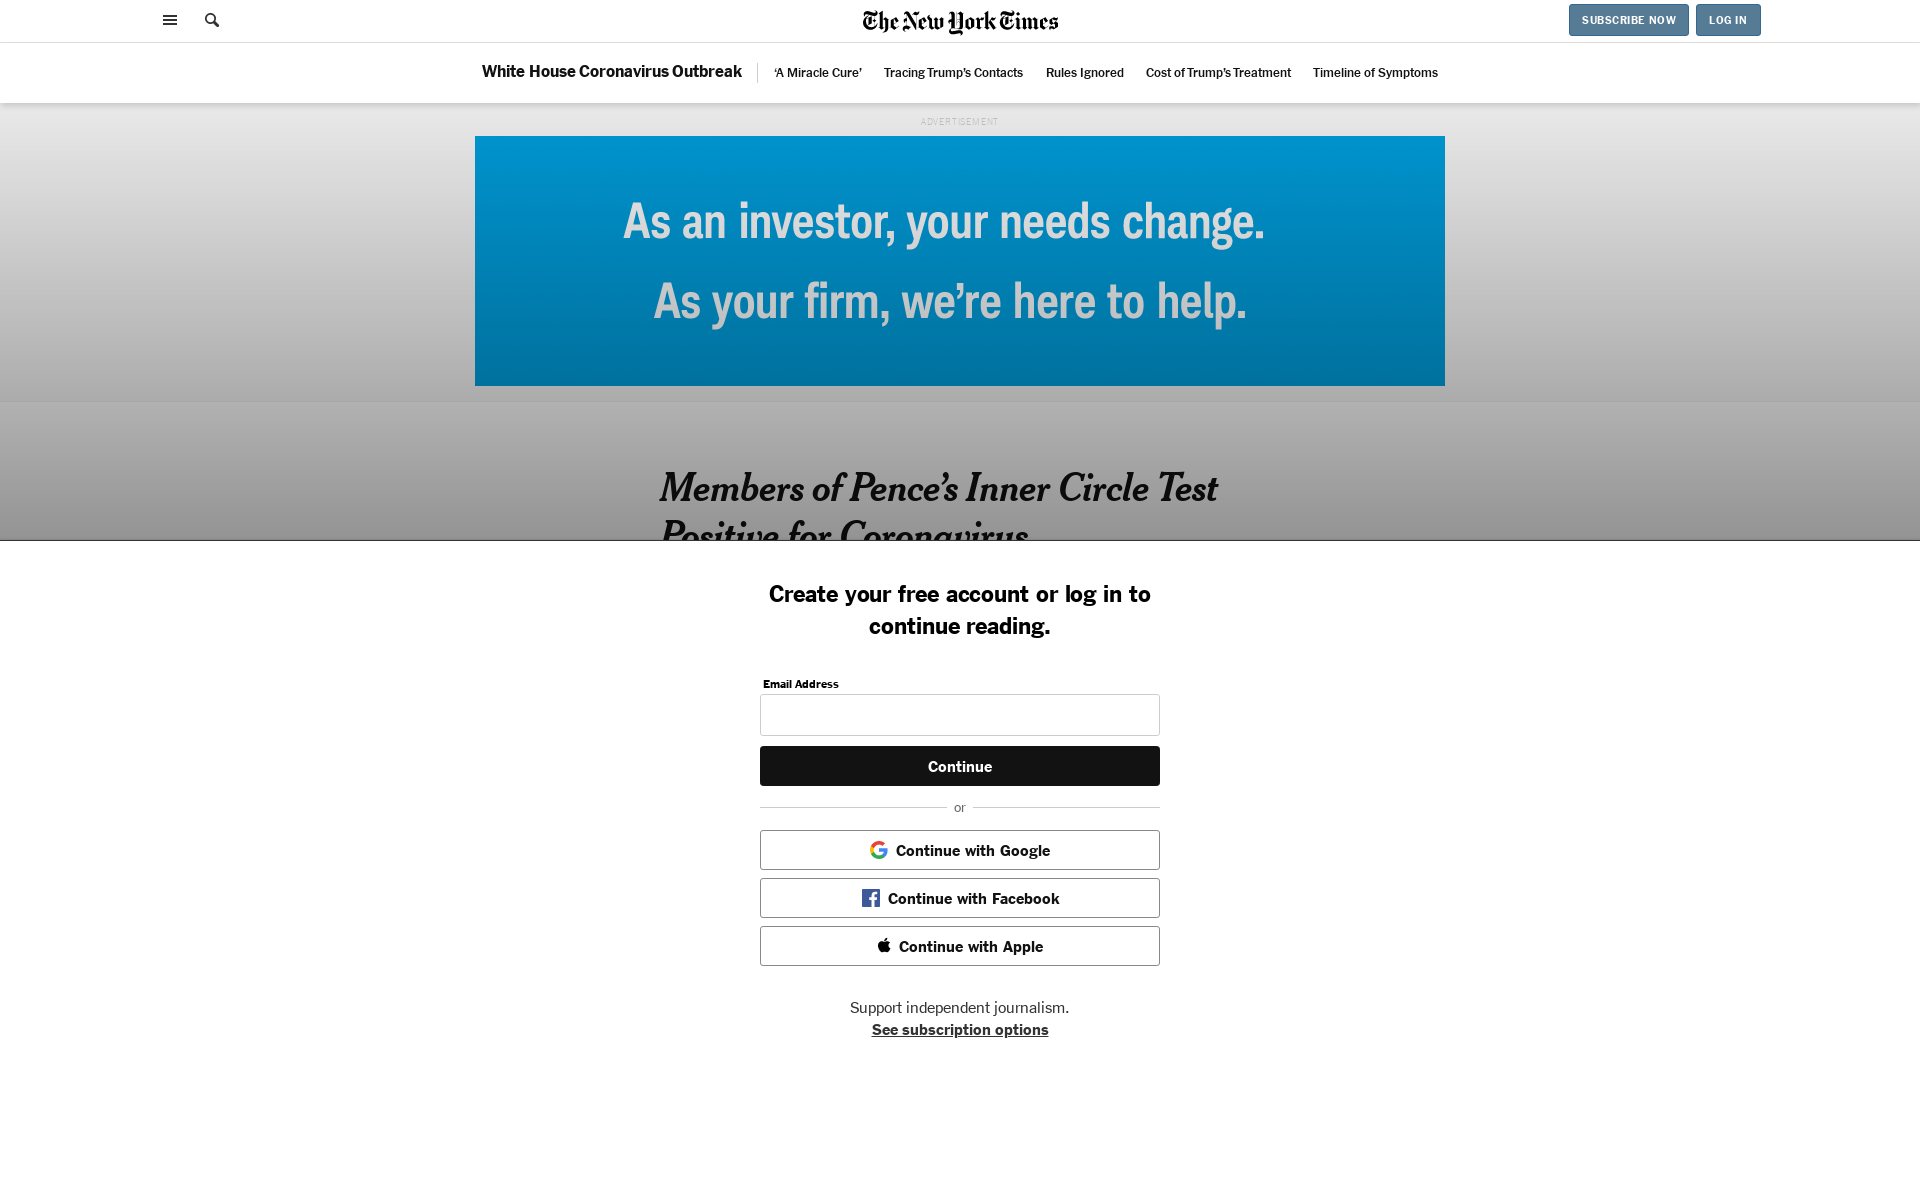 The New York Times
SUBSCRIBE NOW
LOG IN
White House Coronavirus Outbreak
‘A Miracle Cure’
Tracing Trump’s Contacts
Rules Ignored
Cost of Trump’s Treatment
Timeline of Symptoms
ADVERTISEMENT
As an investor, your needs change.
As your firm, we’re here to help.
Members of Pence’s Inner Circle Test
Positive for Coronavirus
Create your free account or log in to
continue reading.
Email Address
Continue
or
Continue with Google
Continue with Facebook
Continue with Apple
Support independent journalism.
See subscription options